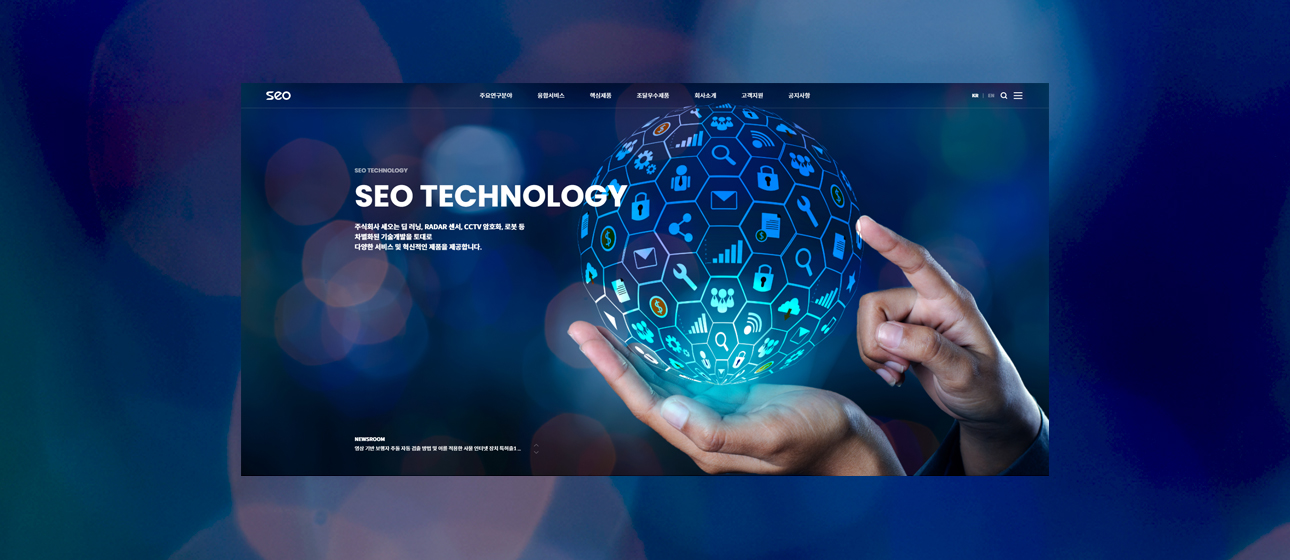 seo
주요연구분야 융합서비스 핵심제품 조달우수제품 회사소개 고객지원 공지사항
KR | EN
SEO TECHNOLOGY
SEO TECHNOLOGY
주식회사 세오는 딥 러닝, RADAR 센서, CCTV 암호화, 로봇 등
차별화된 기술개발을 토대로
다양한 서비스 및 혁신적인 제품을 제공합니다.
NEWSROOM
영상 기반 보행자 추돌 자동 검출 방법 및 이를 적용한 사물 인터넷 장치 특허출1 ...